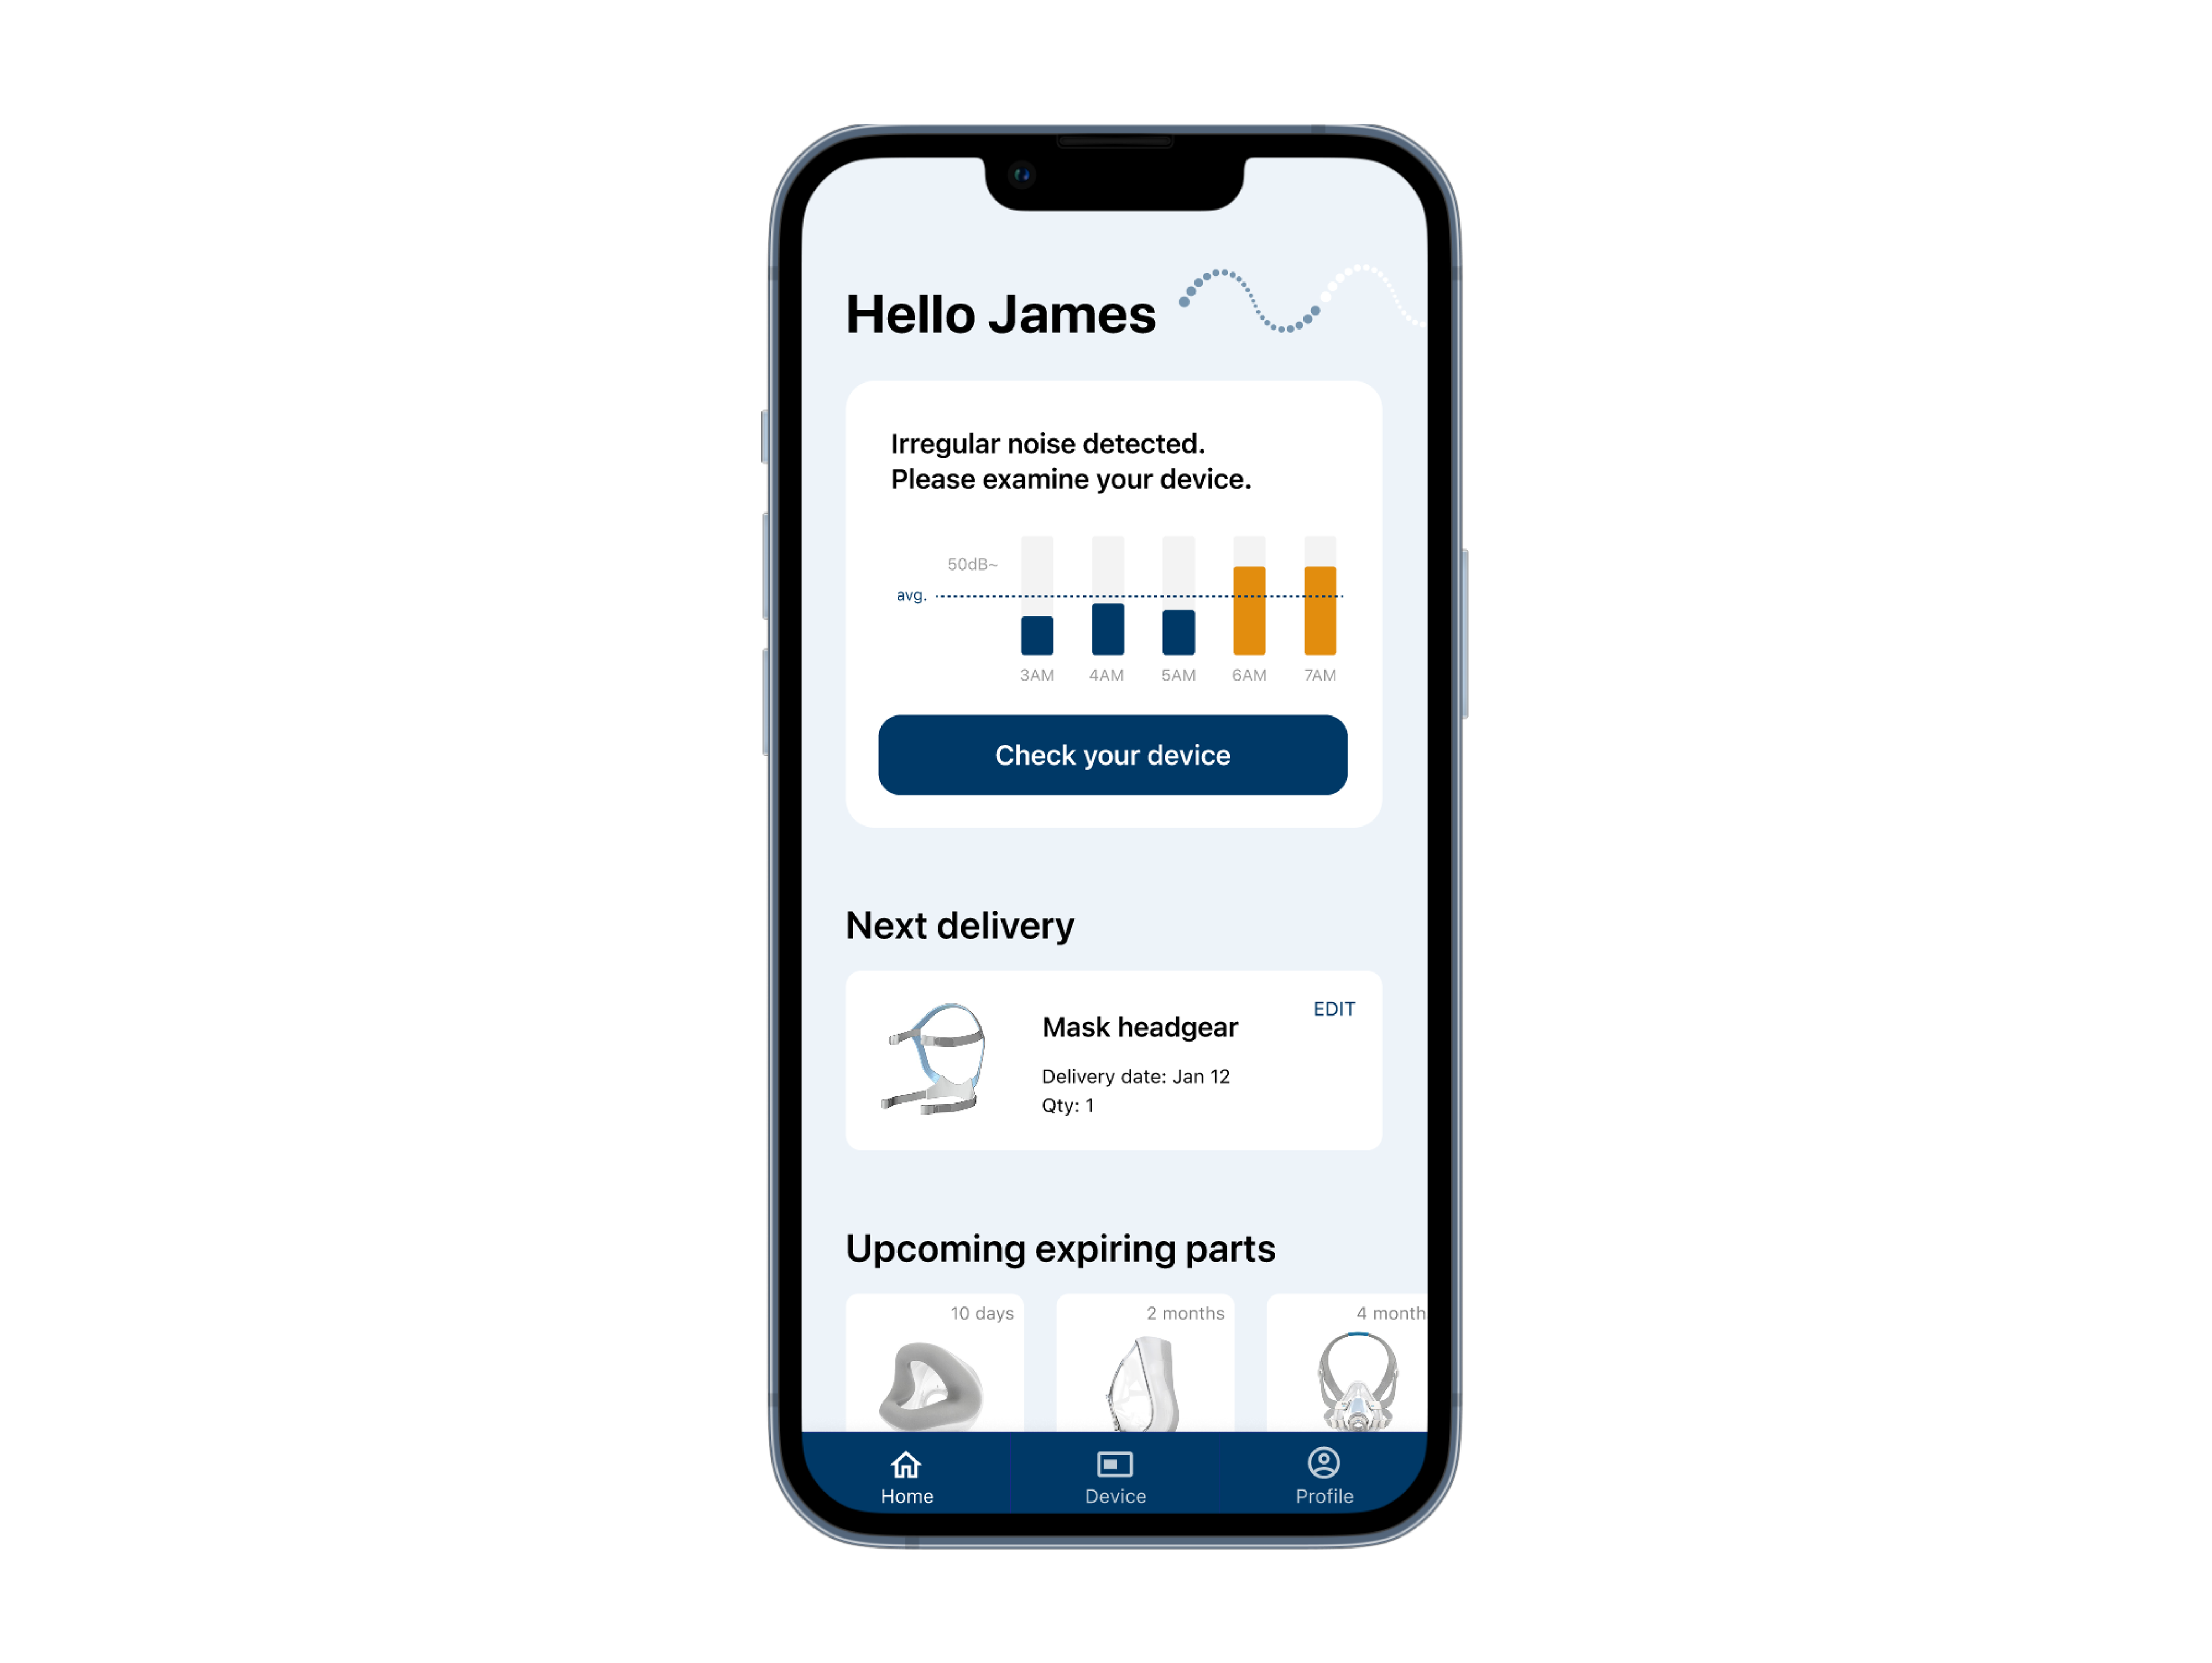 Hello James
Irregular noise detected.
Please examine your device.
50dB~
avg.
3AM 4AM 5AM 6AM 7AM
Check your device
Next delivery
EDIT
Mask headgear
Delivery date: Jan 12
Qty: 1
Upcoming expiring parts
10 days 2 months 4 month
Home Device Profile